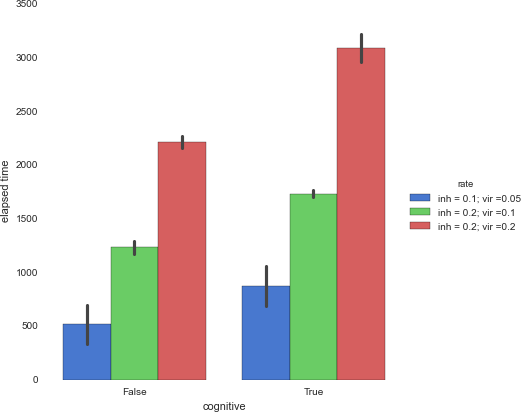 3500
3000
2500
2000
1500
1000
500
0
elapsed time
False
True
cognitive
rate
inh = 0.1; vir =0.05
inh = 0.2; vir =0.1
inh = 0.2; vir =0.2